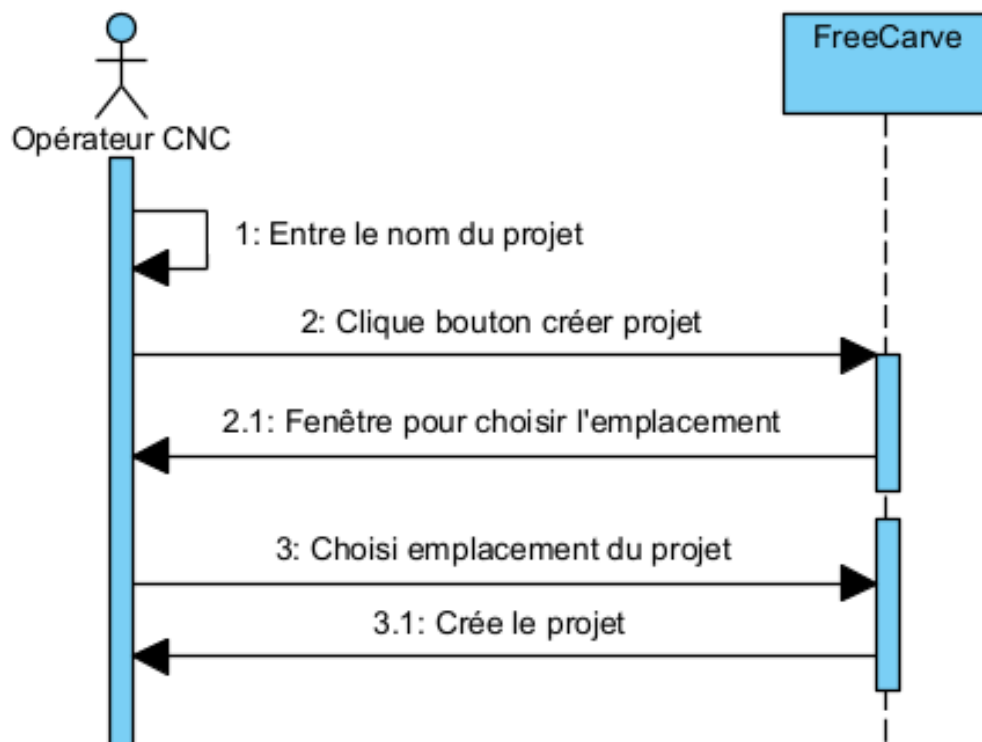 FreeCarve
Opérateur CNC
1: Entre le nom du projet
2: Clique bouton créer projet
2.1: Fenêtre pour choisir l'emplacement
3: Choisi emplacement du projet
3.1: Crée le projet